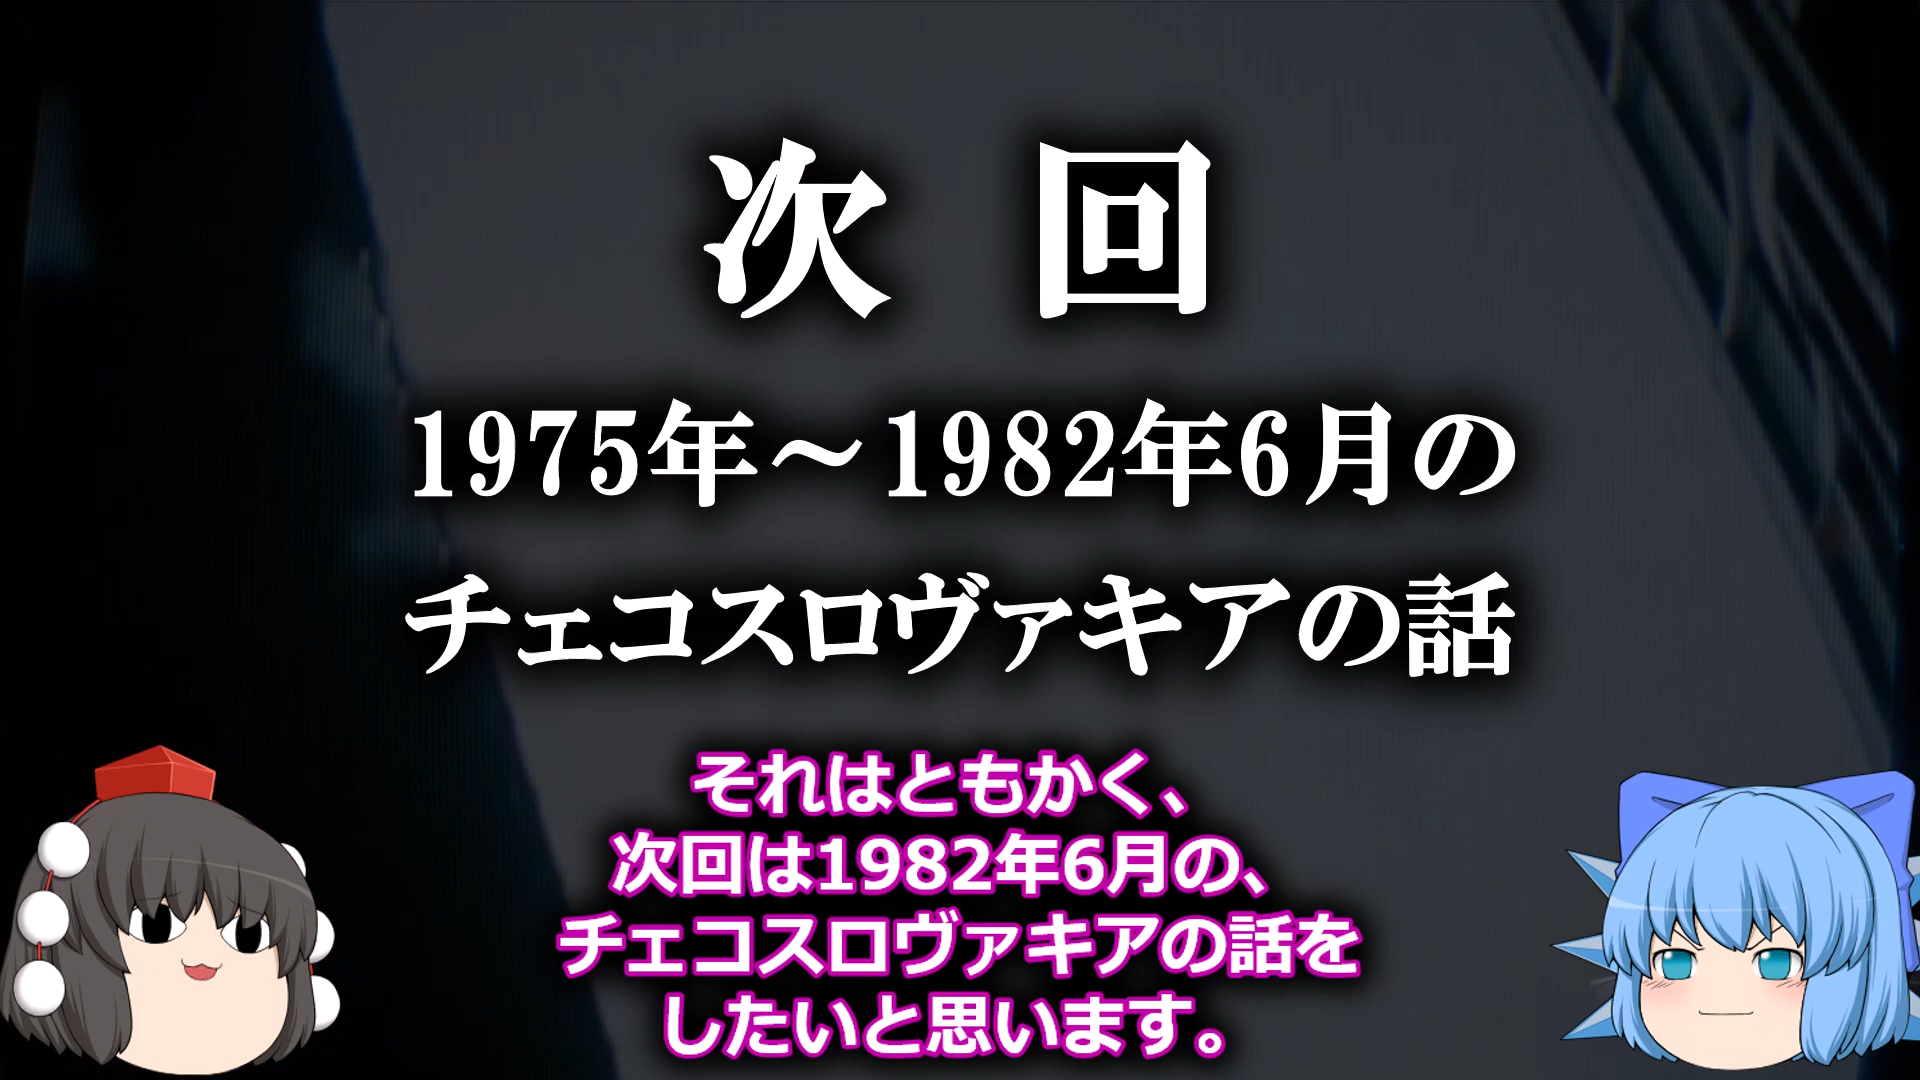 次 回
1975年～1982年6月の
チェコスロヴァキアの話
それはともかく、
次回は1982年6月の、
チェコスロヴァキアの話を
したいと思います。